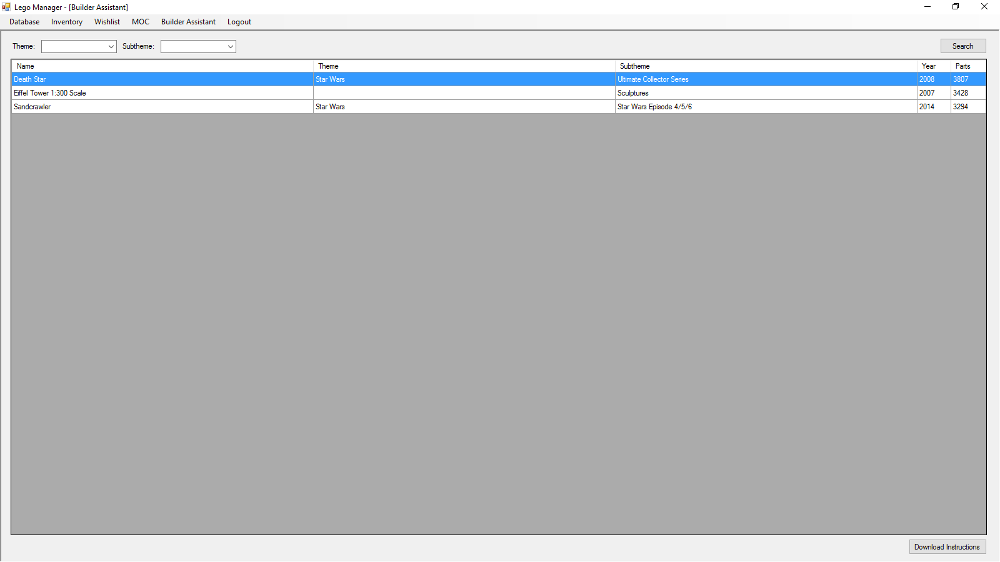 Lego Manager - [Builder Assistant]
Database Inventory Wishlist MOC Builder Assistant Logout
Theme: Subtheme: Search
Name Theme Subtheme Year Parts
Death Star Star Wars Ultimate Collector Series 2008 3807
Eiffel Tower 1:300 Scale Sculptures 2007 3428
Sandcrawler Star Wars Star Wars Episode 4/5/6 2014 3294
Download Instructions